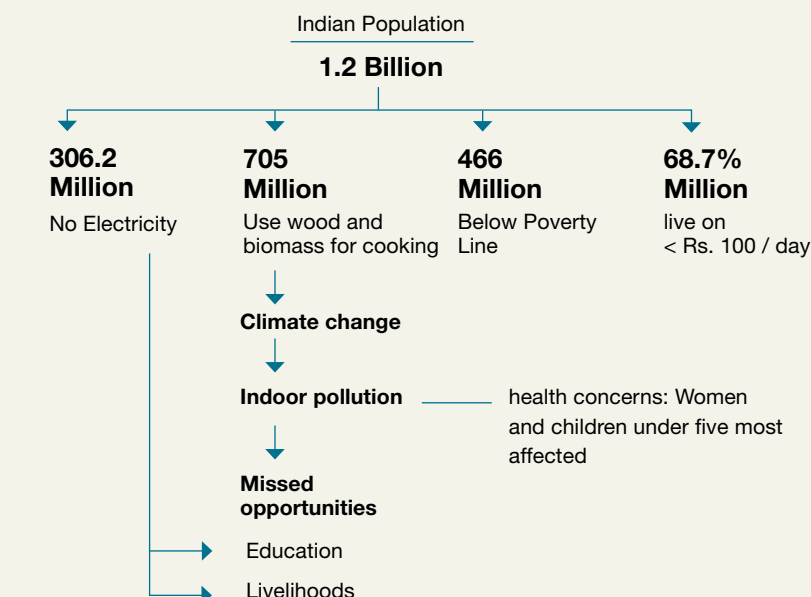 Indian Population
1.2 Billion
306.2
Million
No Electricity
705
Million
Use wood and
biomass for cooking
466
Million
Below Poverty
Line
68.7%
Million
live on
< Rs. 100 / day
Climate change
Indoor pollution
health concerns: Women
and children under five most
affected
Missed
opportunities
Education
Livelihoods